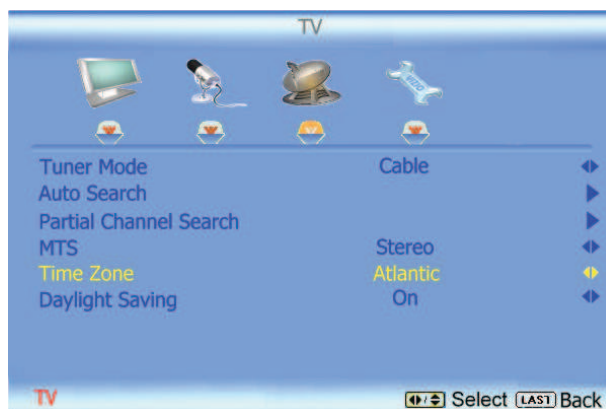 TV
Tuner Mode Cable
Auto Search
Partial Channel Search
MTS Stereo
Time Zone Atlantic
Daylight Saving On
TV Select LAST Back